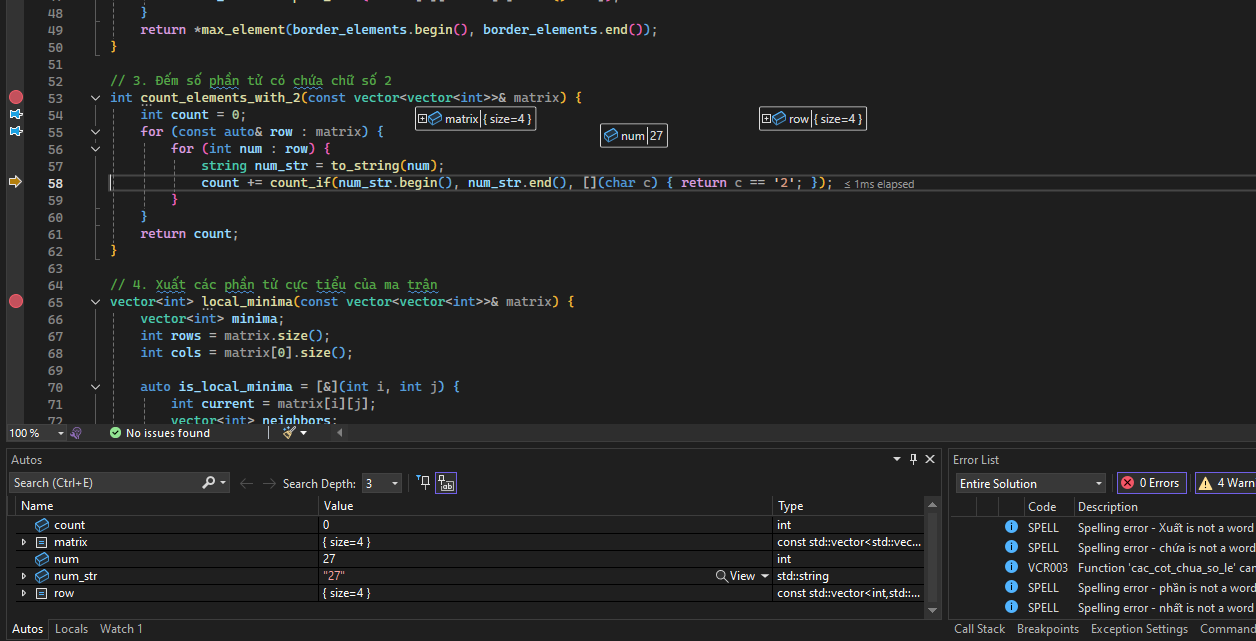 48 }
49 return *max_element(border_elements.begin(), border_elements.end());
50 }
51
52 // 3. Đếm số phần tử có chứa chữ số 2
53 int count_elements_with_2(const vector<vector<int>>& matrix) {
54 int count = 0;
matrix { size=4 }
row { size=4 }
55 for (const auto& row : matrix) {
num 27
56 for (int num : row) {
57 string num_str = to_string(num);
58 count += count_if(num_str.begin(), num_str.end(), [](char c) { return c == '2'; }); ≤ 1ms elapsed
59 }
60 }
61 return count;
62 }
63
64 // 4. Xuất các phần tử cực tiểu của ma trận
65 vector<int> local_minima(const vector<vector<int>>& matrix) {
66 vector<int> minima;
67 int rows = matrix.size();
68 int cols = matrix[0].size();
69
70 auto is_local_minima = [&](int i, int j) {
71 int current = matrix[i][j];
72 vector<int> neighbors;
100 % No issues found
Autos
Search (Ctrl+E) Search Depth: 3
Name Value Type
count 0 int
matrix { size=4 } const std::vector<std::vec...
num 27 int
num_str "27" View std::string
row { size=4 } const std::vector<int,std::...
Autos Locals Watch 1
Error List
Entire Solution 0 Errors 4 Warn
Code Description
SPELL Spelling error - Xuất is not a word
SPELL Spelling error - chứa is not a word
VCR003 Function 'cac_cot_chua_so_le' can
SPELL Spelling error - phần is not a word
SPELL Spelling error - nhất is not a word
Call Stack Breakpoints Exception Settings Command